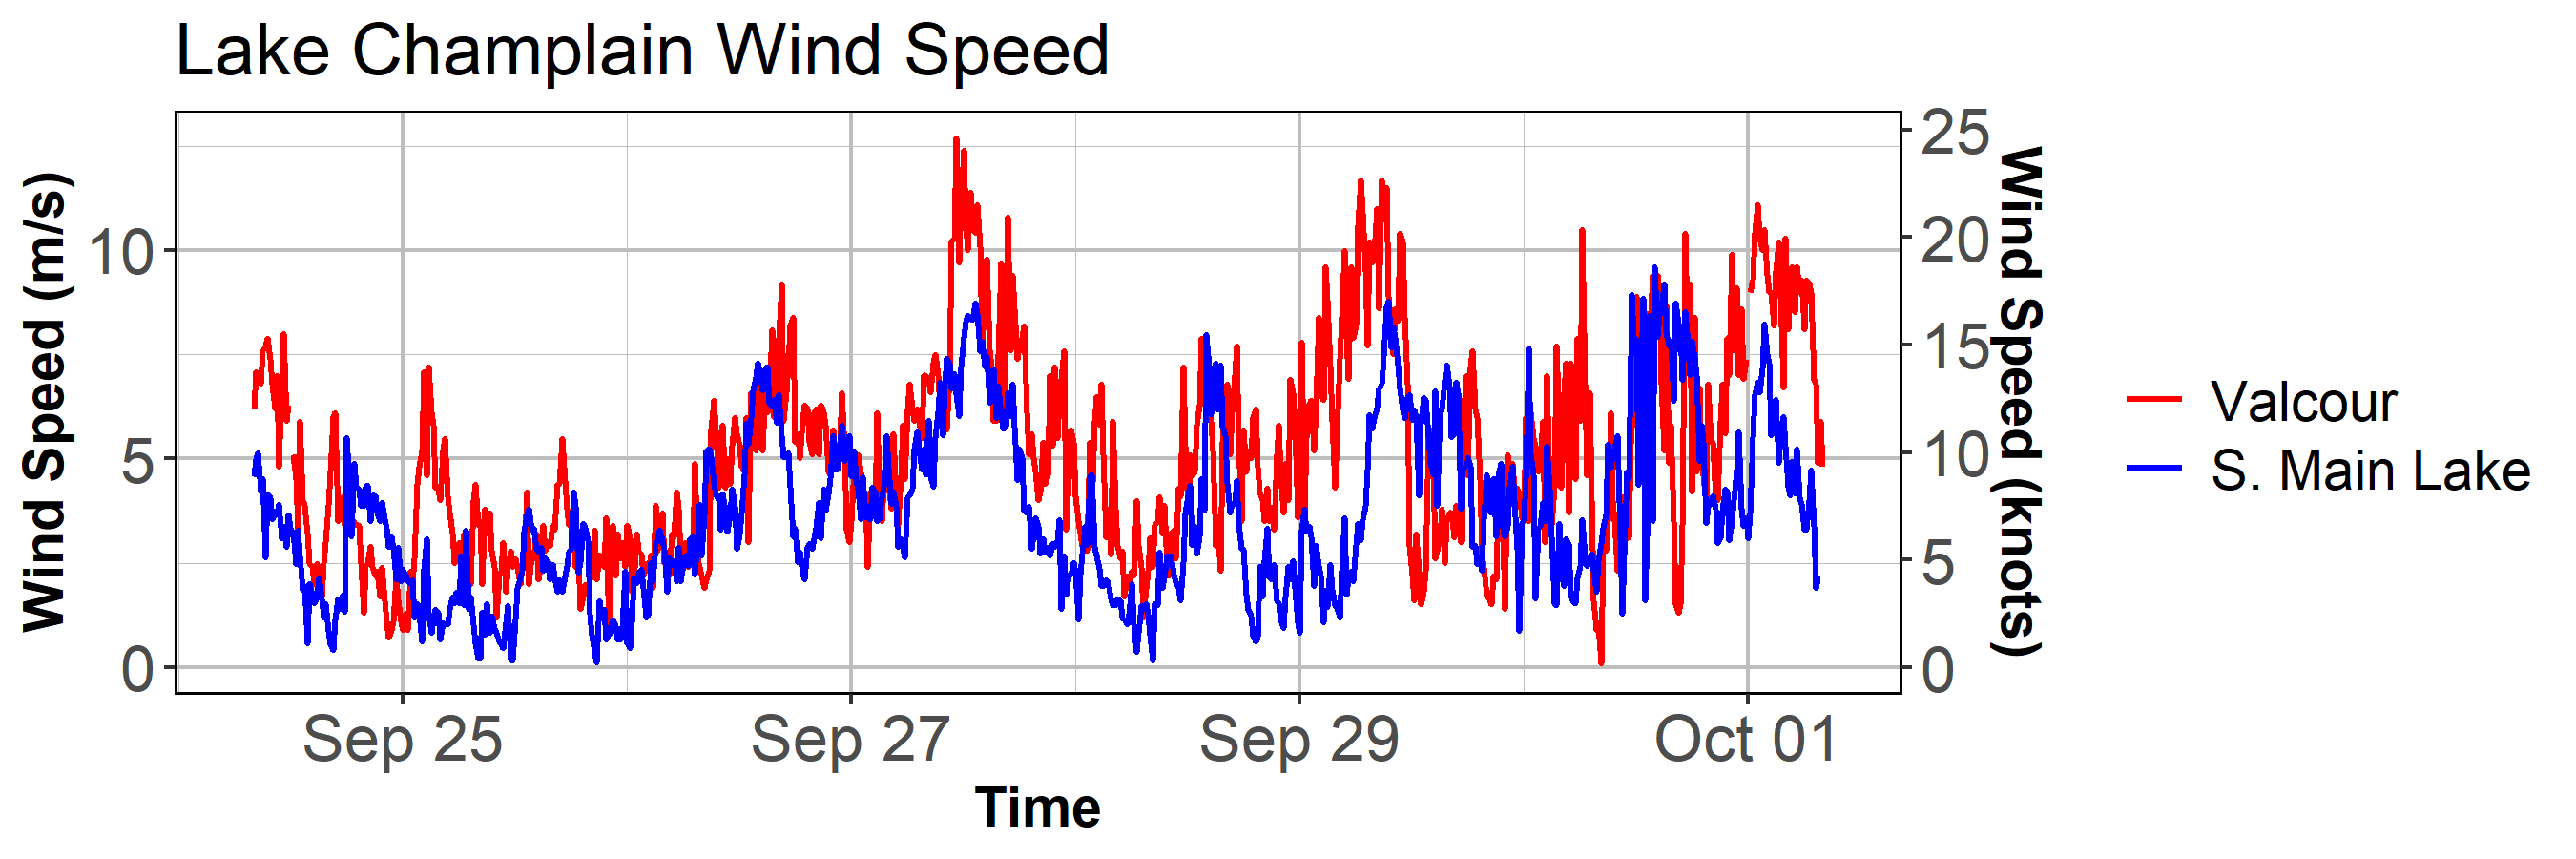 Lake Champlain Wind Speed
Wind Speed (m/s)
10
5
0
25
20
15
10
5
0
Wind Speed (knots)
Sep 25
Sep 27
Sep 29
Oct 01
Time
Valcour
S. Main Lake